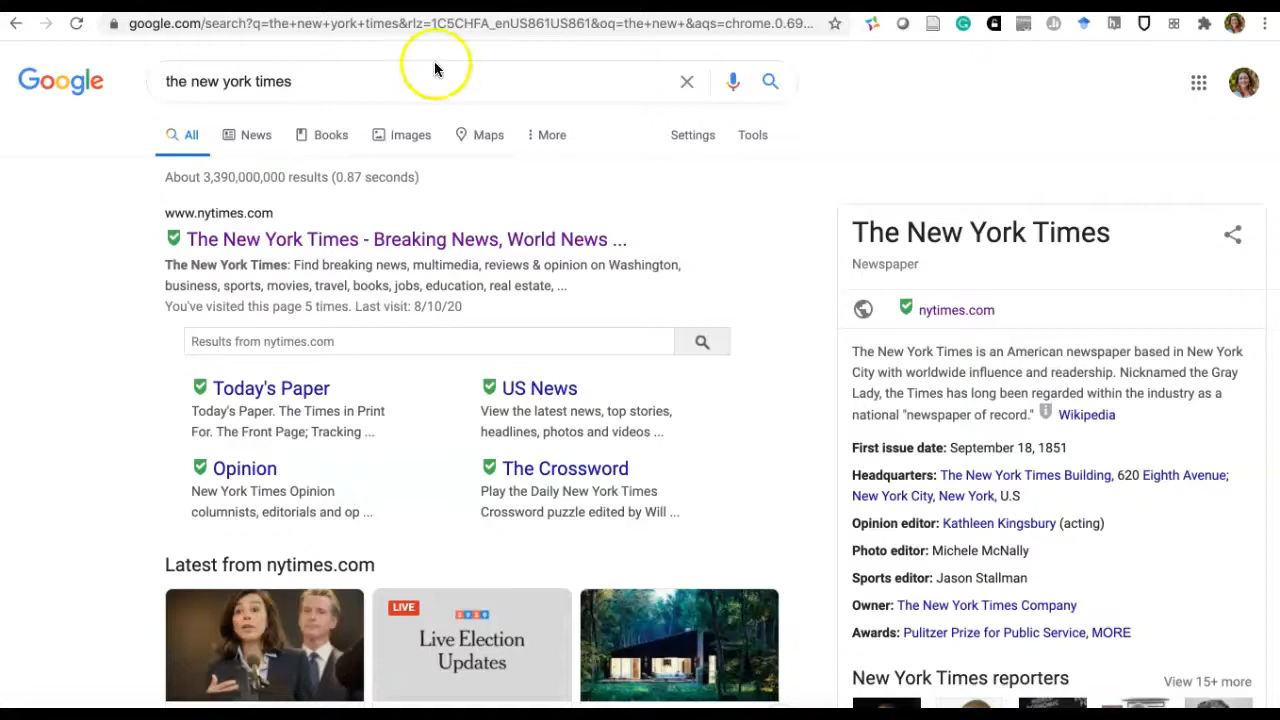 google.com/search?q=the+new+york+times&rlz=1C5CHFA_enUS861US861&oq=the+new+&aqs=chrome.0.69...
Google
the new york times
All
News
Books
Images
Maps
More
Settings
Tools
About 3,390,000,000 results (0.87 seconds)
www.nytimes.com
The New York Times - Breaking News, World News ...
The New York Times: Find breaking news, multimedia, reviews & opinion on Washington,
business, sports, movies, travel, books, jobs, education, real estate, ...
You've visited this page 5 times. Last visit: 8/10/20
Results from nytimes.com
Today's Paper
Today's Paper. The Times in Print
For. The Front Page; Tracking ...
US News
View the latest news, top stories,
headlines, photos and videos ...
Opinion
New York Times Opinion
columnists, editorials and op ...
The Crossword
Play the Daily New York Times
Crossword puzzle edited by Will ...
Latest from nytimes.com
LIVE
2020
Live Election
Updates
The New York Times
Newspaper
nytimes.com
The New York Times is an American newspaper based in New York
City with worldwide influence and readership. Nicknamed the Gray
Lady, the Times has long been regarded within the industry as a
national "newspaper of record." Wikipedia
First issue date: September 18, 1851
Headquarters: The New York Times Building, 620 Eighth Avenue;
New York City, New York, U.S
Opinion editor: Kathleen Kingsbury (acting)
Photo editor: Michele McNally
Sports editor: Jason Stallman
Owner: The New York Times Company
Awards: Pulitzer Prize for Public Service, MORE
New York Times reporters
View 15+ more